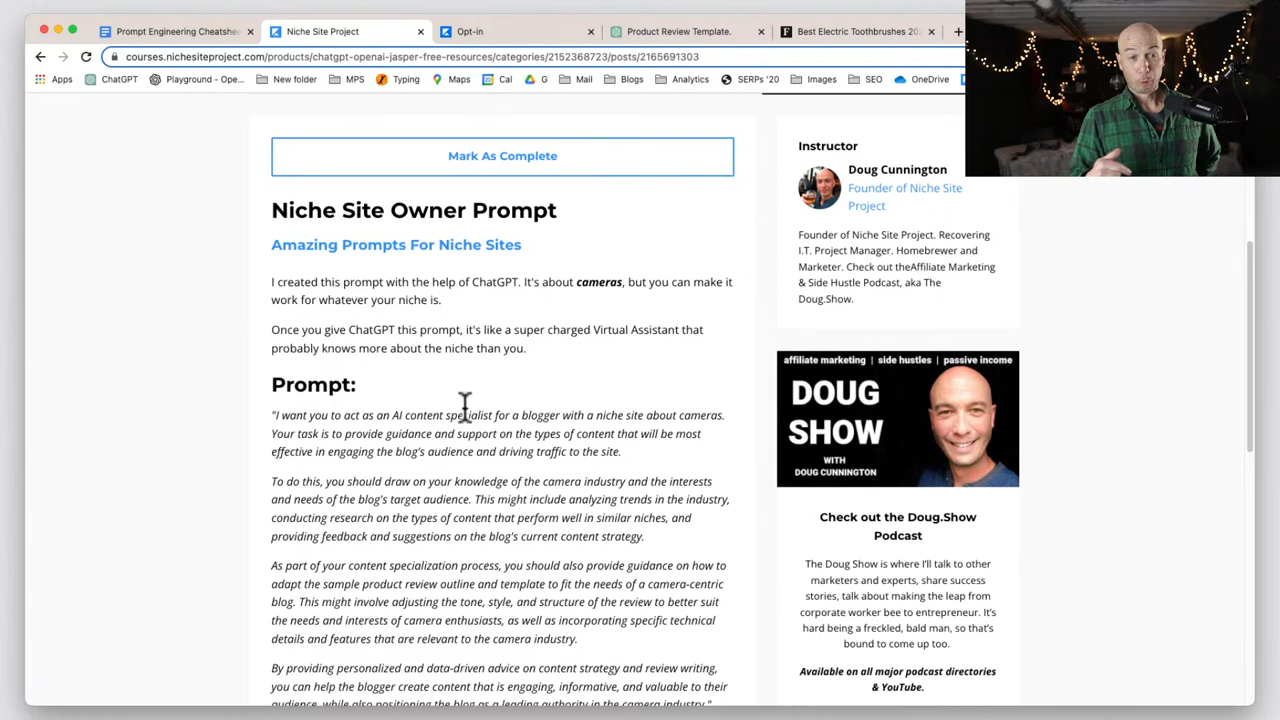 Prompt Engineering Cheatshe
Niche Site Project
Opt-in
Product Review Template.
Best Electric Toothbrushes 20
courses.nichesiteproject.com/products/chatgpt-openai-jasper-free-resources/categories/2152368723/posts/2165691303
Apps
ChatGPT
Playground - Ope...
New folder
MPS
Typing
Maps
Cal
G
Mail
Blogs
Analytics
SERPs '20
Images
SEO
OneDrive
Mark As Complete
Niche Site Owner Prompt
Amazing Prompts For Niche Sites
I created this prompt with the help of ChatGPT. It's about cameras, but you can make it
work for whatever your niche is.
Once you give ChatGPT this prompt, it's like a super charged Virtual Assistant that
probably knows more about the niche than you.
Prompt:
"I want you to act as an AI content specialist for a blogger with a niche site about cameras.
Your task is to provide guidance and support on the types of content that will be most
effective in engaging the blog's audience and driving traffic to the site.
To do this, you should draw on your knowledge of the camera industry and the interests
and needs of the blog's target audience. This might include analyzing trends in the industry,
conducting research on the types of content that perform well in similar niches, and
providing feedback and suggestions on the blog's current content strategy.
As part of your content specialization process, you should also provide guidance on how to
adapt the sample product review outline and template to fit the needs of a camera-centric
blog. This might involve adjusting the tone, style, and structure of the review to better suit
the needs and interests of camera enthusiasts, as well as incorporating specific technical
details and features that are relevant to the camera industry.
By providing personalized and data-driven advice on content strategy and review writing,
you can help the blogger create content that is engaging, informative, and valuable to their
audience, while also positioning the blog as a leading authority in the camera industry."
Instructor
Doug Cunnington
Founder of Niche Site
Project
Founder of Niche Site Project. Recovering
I.T. Project Manager. Homebrewer and
Marketer. Check out theAffiliate Marketing
& Side Hustle Podcast, aka The
Doug.Show.
affiliate marketing | side hustles | passive income
DOUG
SHOW
WITH
DOUG CUNNINGTON
Check out the Doug.Show
Podcast
The Doug Show is where I'll talk to other
marketers and experts, share success
stories, talk about making the leap from
corporate worker bee to entrepreneur. It's
hard being a freckled, bald man, so that's
bound to come up too.
Available on all major podcast directories
& YouTube.